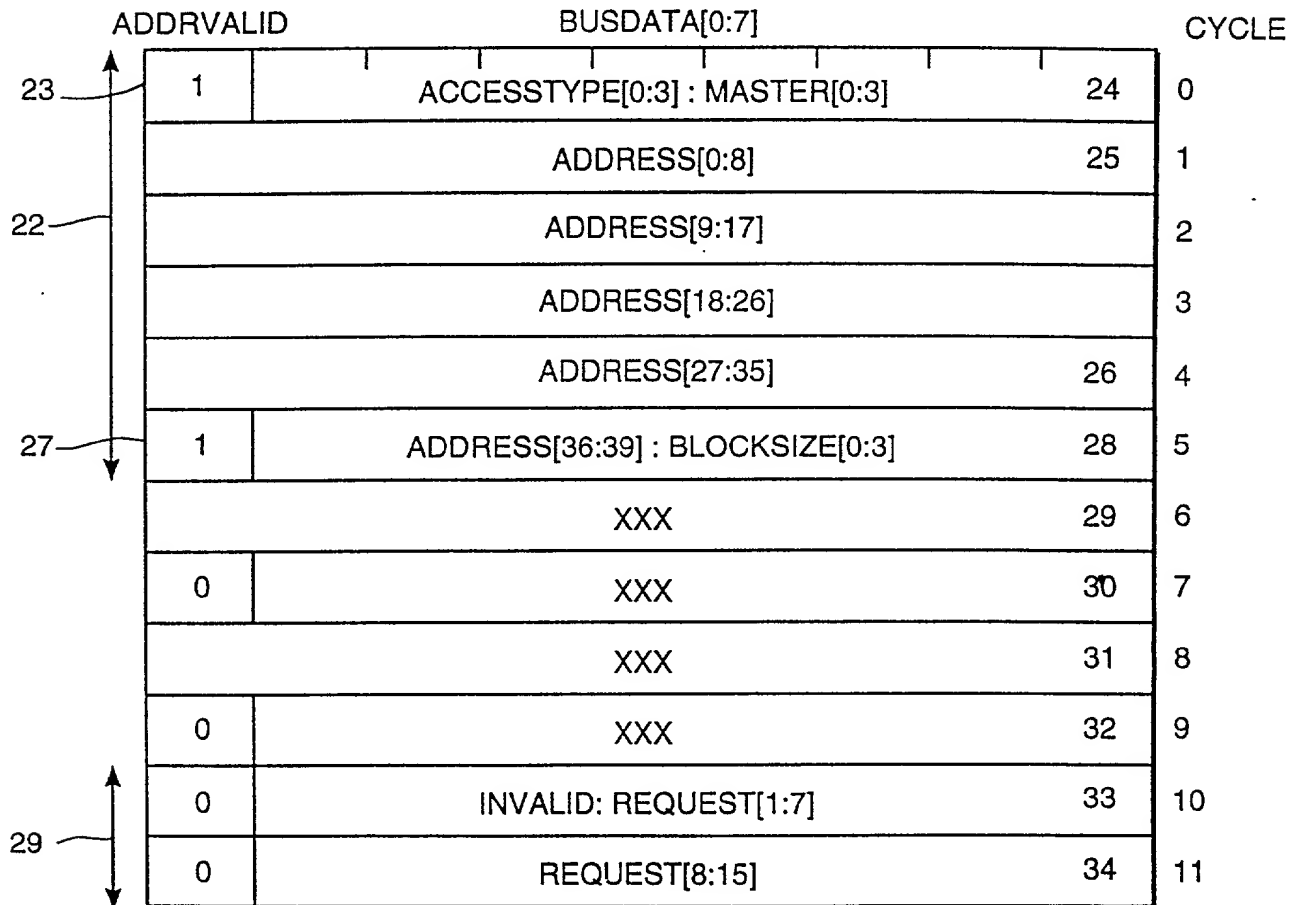 ADDRVALID BUSDATA[0:7] CYCLE
23 1 ACCESSTYPE[0:3] : MASTER[0:3] 24 0
ADDRESS[0:8] 25 1
22 ADDRESS[9:17] 2
ADDRESS[18:26] 3
ADDRESS[27:35] 26 4
27 1 ADDRESS[36:39] : BLOCKSIZE[0:3] 28 5
XXX 29 6
0 XXX 30 7
XXX 31 8
0 XXX 32 9
0 INVALID: REQUEST[1:7] 33 10
29
0 REQUEST[8:15] 34 11